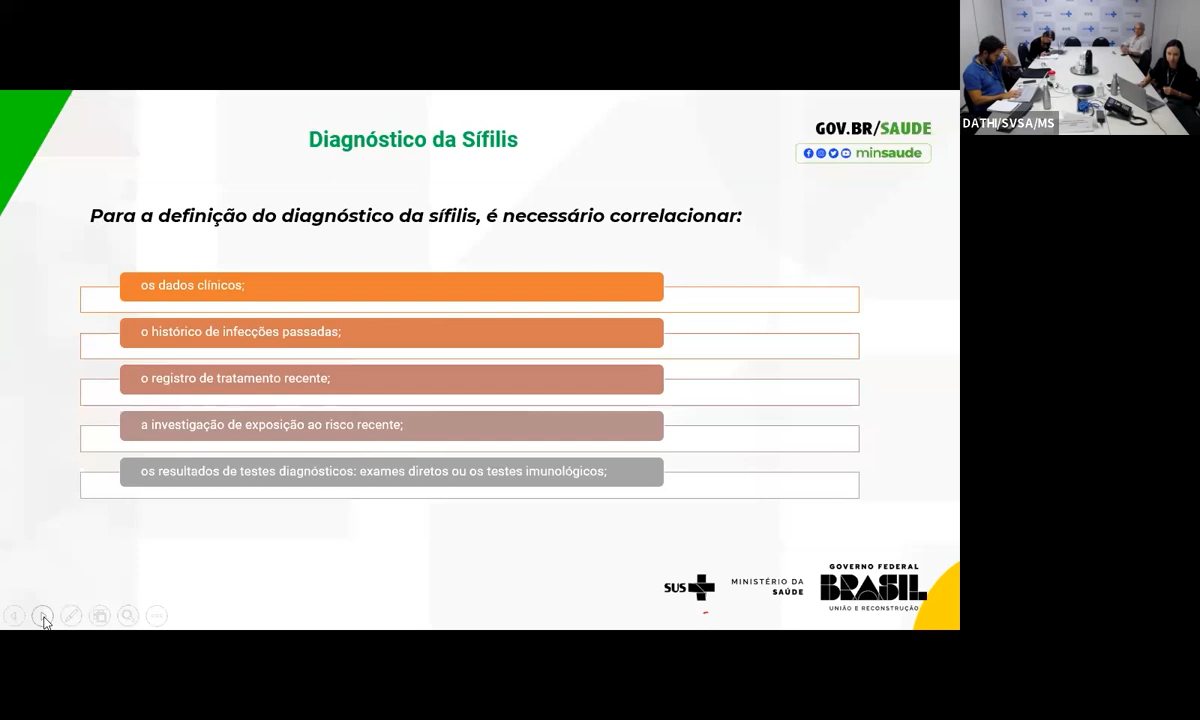 DATHI/SVSA/MS
Diagnóstico da Sífilis
GOV.BR/SAUDE
minsaude
Para a definição do diagnóstico da sífilis, é necessário correlacionar:
os dados clínicos;
o histórico de infecções passadas;
o registro de tratamento recente;
a investigação de exposição ao risco recente;
os resultados de testes diagnósticos: exames diretos ou os testes imunológicos;
SUS
MINISTÉRIO DA
SAÚDE
GOVERNO FEDERAL
BRASIL
UNIÃO E RECONSTRUÇÃO